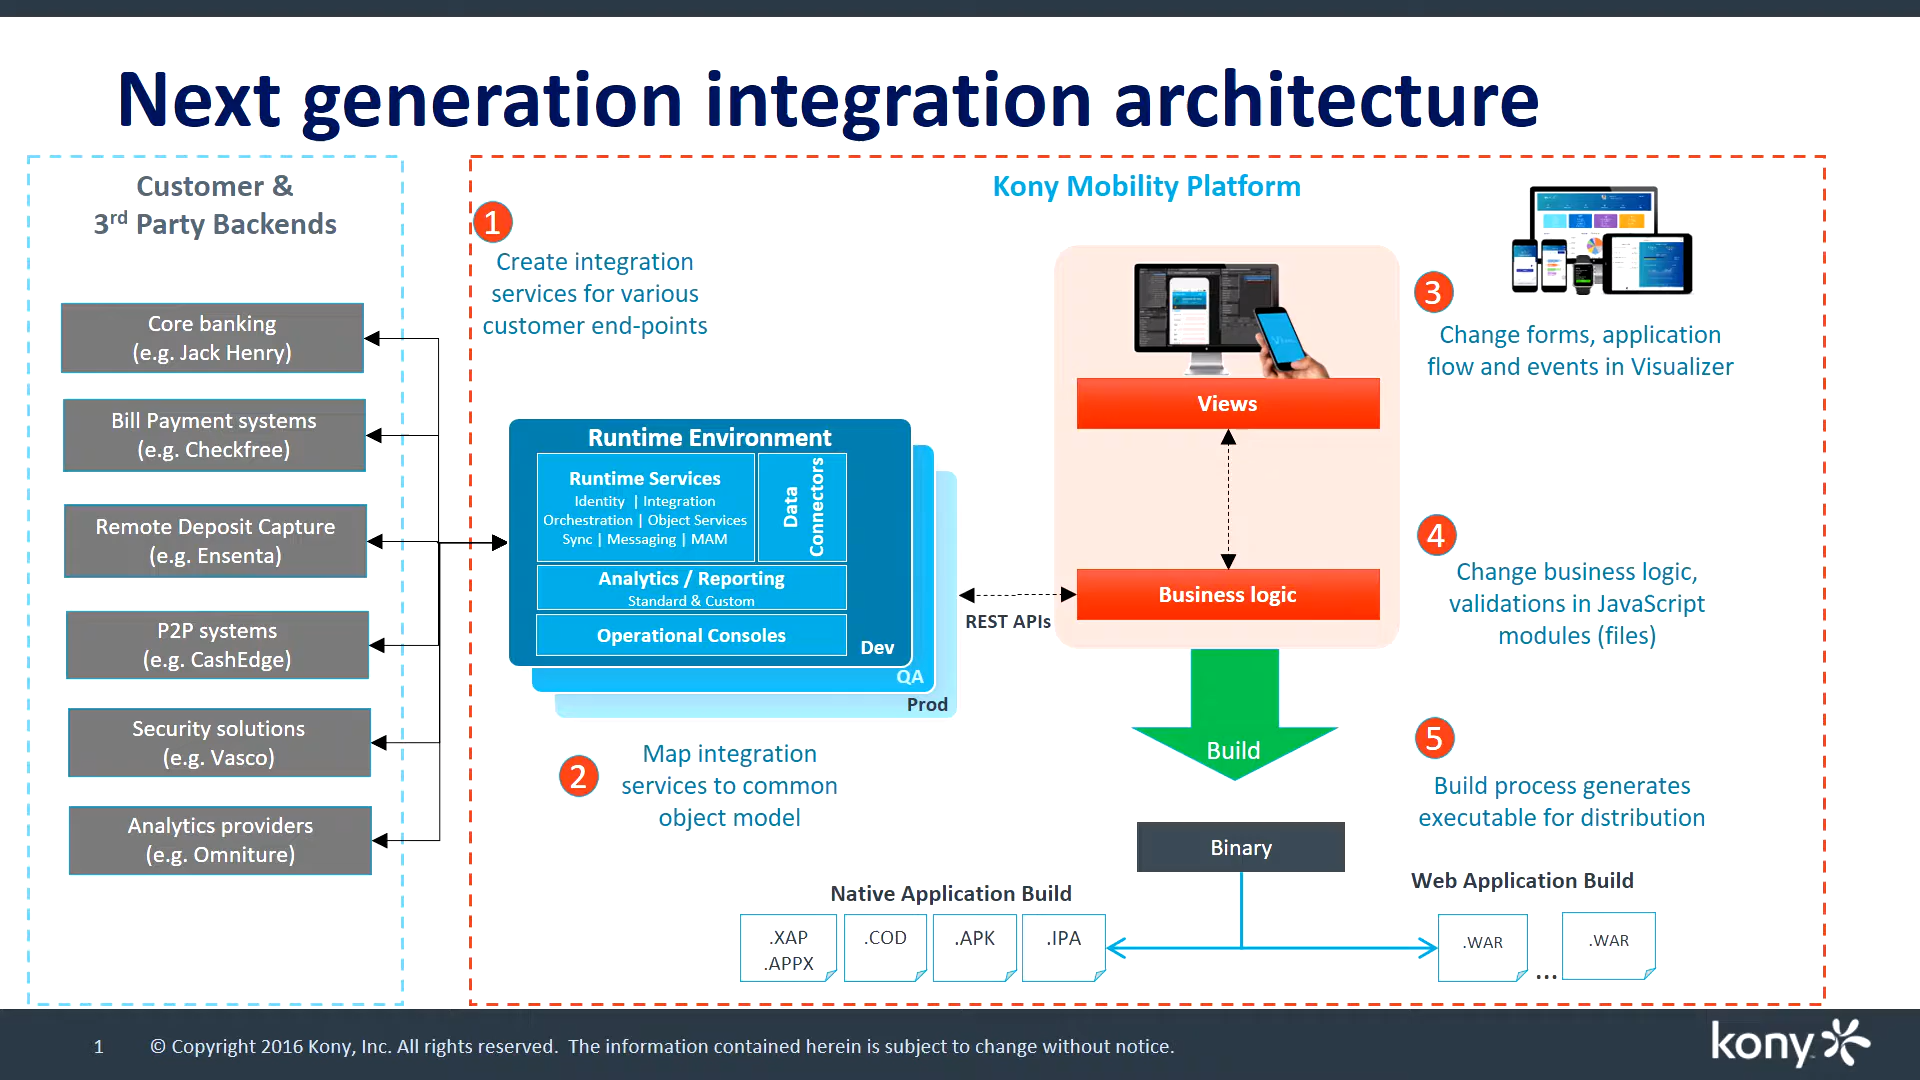 Next generation integration architecture
Customer &
3rd Party Backends
Core banking
(e.g. Jack Henry)
Bill Payment systems
(e.g. Checkfree)
Remote Deposit Capture
(e.g. Ensenta)
P2P systems
(e.g. CashEdge)
Security solutions
(e.g. Vasco)
Analytics providers
(e.g. Omniture)
Kony Mobility Platform
1
Create integration
services for various
customer end-points
Runtime Environment
Runtime Services
Identity | Integration
Orchestration | Object Services
Sync | Messaging | MAM
Data
Connectors
Analytics / Reporting
Standard & Custom
Operational Consoles
Dev
QA
Prod
2
Map integration
services to common
object model
REST APIs
Views
Business logic
Build
3
Change forms, application
flow and events in Visualizer
4
Change business logic,
validations in JavaScript
modules (files)
5
Build process generates
executable for distribution
Binary
Native Application Build
.XAP
.APPX
.COD
.APK
.IPA
Web Application Build
.WAR
...
.WAR
1
© Copyright 2016 Kony, Inc. All rights reserved. The information contained herein is subject to change without notice.
kony